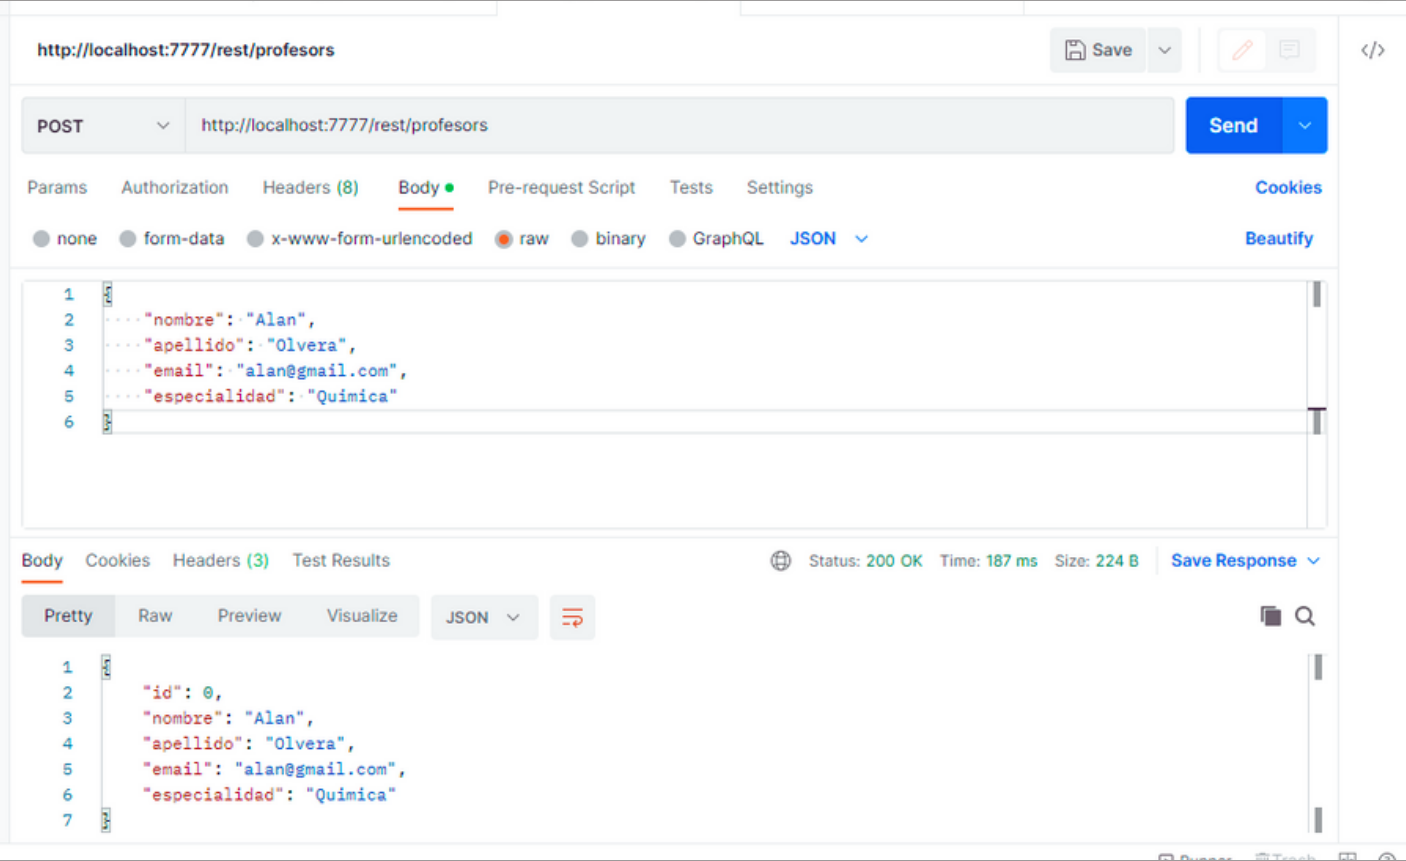 http://localhost:7777/rest/profesors
Save
</>
POST
http://localhost:7777/rest/profesors
Send
Params Authorization Headers (8) Body Pre-request Script Tests Settings Cookies
none form-data x-www-form-urlencoded raw binary GraphQL JSON Beautify
1 {
2 "nombre": "Alan",
3 "apellido": "Olvera",
4 "email": "alan@gmail.com",
5 "especialidad": "Quimica"
6 }
Body Cookies Headers (3) Test Results Status: 200 OK Time: 187 ms Size: 224 B Save Response
Pretty Raw Preview Visualize JSON
1 {
2 "id": 0,
3 "nombre": "Alan",
4 "apellido": "Olvera",
5 "email": "alan@gmail.com",
6 "especialidad": "Quimica"
7 }
Runner Trash